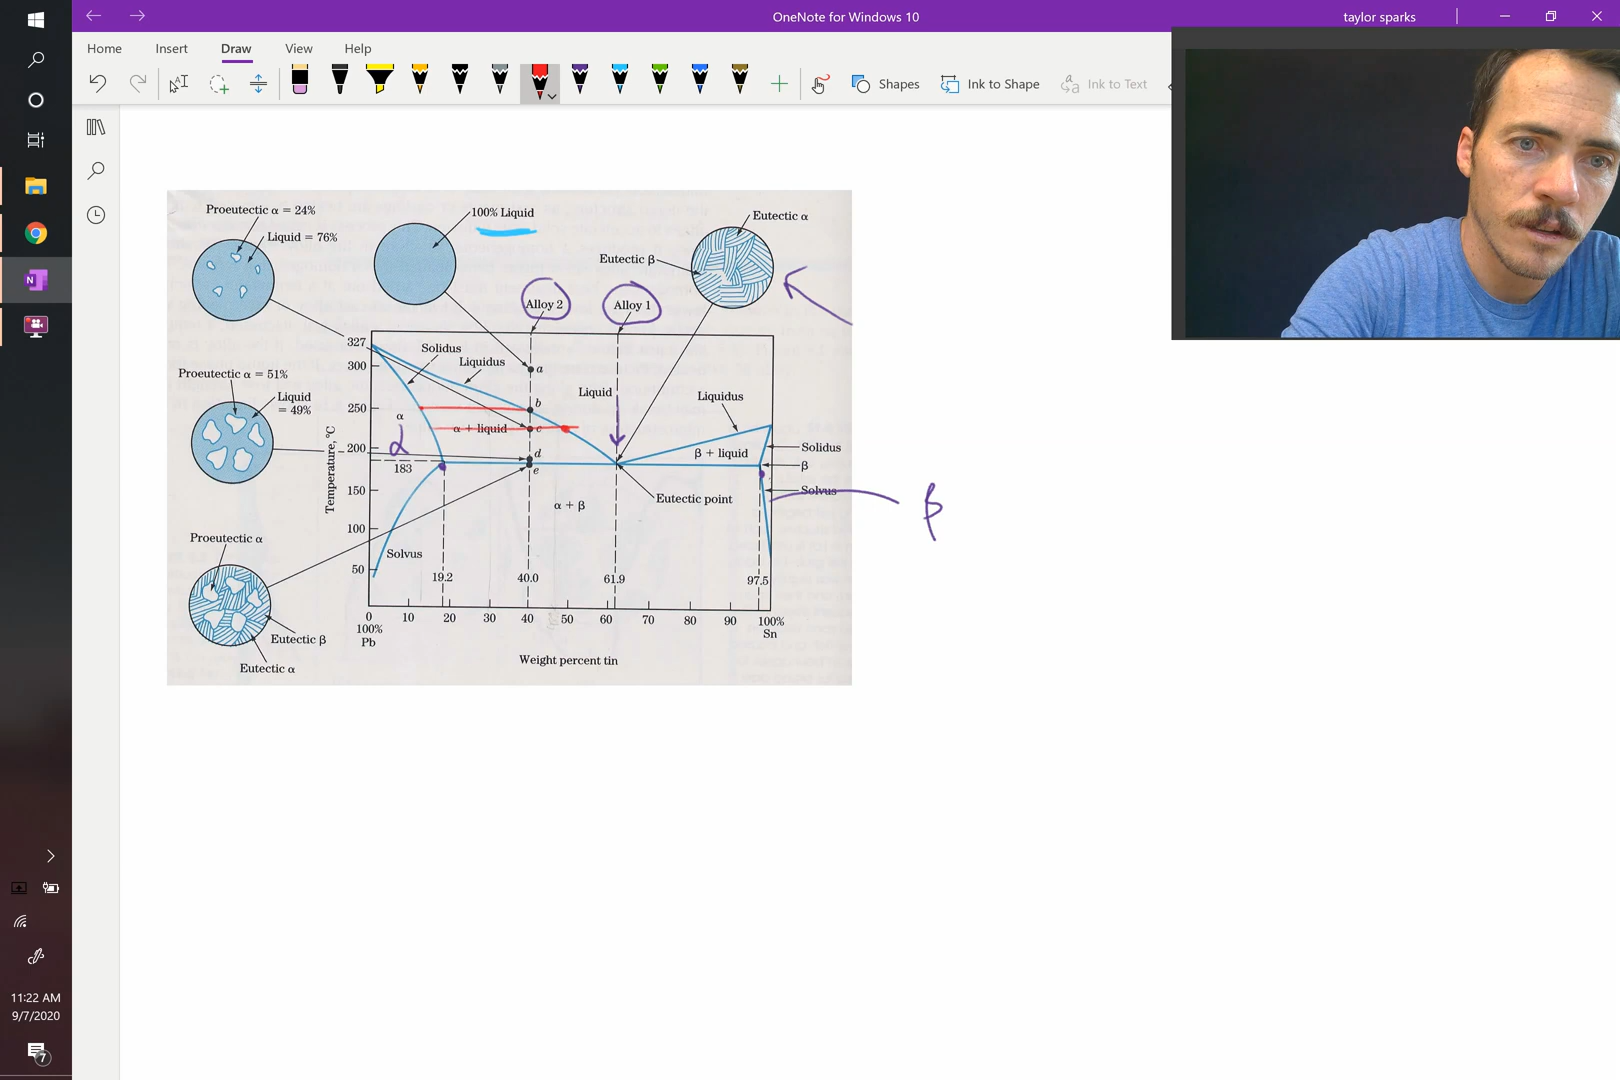 OneNote for Windows 10
taylor sparks
Home Insert Draw View Help
Shapes
Ink to Shape
Ink to Text
Proeutectic α = 24%
Liquid = 76%
100% Liquid
Eutectic α
Eutectic β
Alloy 2
Alloy 1
Proeutectic α = 51%
Liquid
= 49%
327
300
250
200
183
150
100
50
Temperature, °C
Solidus
Liquidus
a
b
c
d
e
Liquid
Liquidus
α
α
α + liquid
β + liquid
Solidus
β
Solvus
β
Eutectic point
α + β
Solvus
19.2
40.0
61.9
97.5
Proeutectic α
Eutectic β
Eutectic α
0 10 20 30 40 50 60 70 80 90 100%
100%
Pb
Sn
Weight percent tin
11:22 AM
9/7/2020
7
N